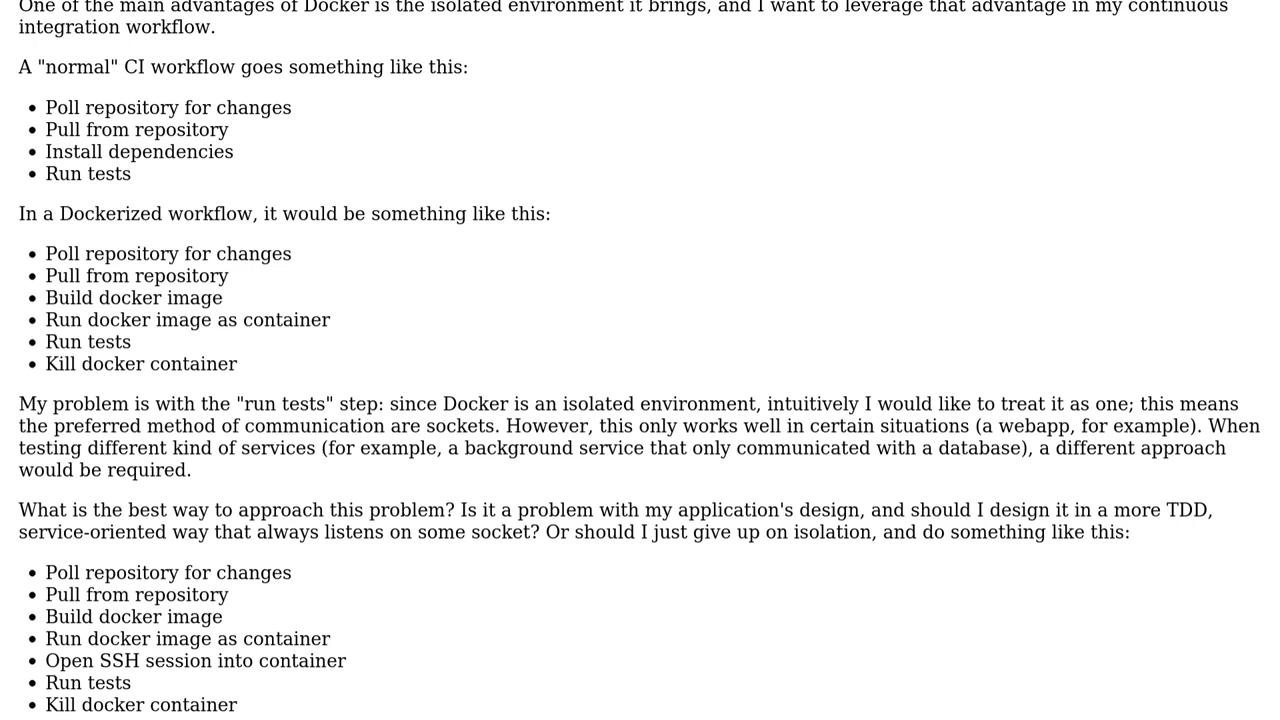 One of the main advantages of Docker is the isolated environment it brings, and I want to leverage that advantage in my continuous
integration workflow.
A "normal" CI workflow goes something like this:
• Poll repository for changes
• Pull from repository
• Install dependencies
• Run tests
In a Dockerized workflow, it would be something like this:
• Poll repository for changes
• Pull from repository
• Build docker image
• Run docker image as container
• Run tests
• Kill docker container
My problem is with the "run tests" step: since Docker is an isolated environment, intuitively I would like to treat it as one; this means
the preferred method of communication are sockets. However, this only works well in certain situations (a webapp, for example). When
testing different kind of services (for example, a background service that only communicated with a database), a different approach
would be required.
What is the best way to approach this problem? Is it a problem with my application's design, and should I design it in a more TDD,
service-oriented way that always listens on some socket? Or should I just give up on isolation, and do something like this:
• Poll repository for changes
• Pull from repository
• Build docker image
• Run docker image as container
• Open SSH session into container
• Run tests
• Kill docker container